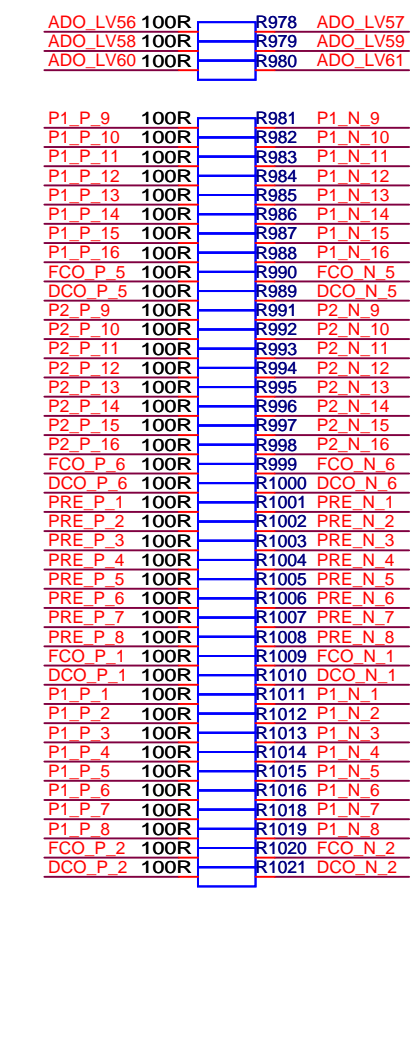 ADO_LV56 100R R978 ADO_LV57
ADO_LV58 100R R979 ADO_LV59
ADO_LV60 100R R980 ADO_LV61
P1_P_9 100R R981 P1_N_9
P1_P_10 100R R982 P1_N_10
P1_P_11 100R R983 P1_N_11
P1_P_12 100R R984 P1_N_12
P1_P_13 100R R985 P1_N_13
P1_P_14 100R R986 P1_N_14
P1_P_15 100R R987 P1_N_15
P1_P_16 100R R988 P1_N_16
FCO_P_5 100R R990 FCO_N_5
DCO_P_5 100R R989 DCO_N_5
P2_P_9 100R R991 P2_N_9
P2_P_10 100R R992 P2_N_10
P2_P_11 100R R993 P2_N_11
P2_P_12 100R R994 P2_N_12
P2_P_13 100R R995 P2_N_13
P2_P_14 100R R996 P2_N_14
P2_P_15 100R R997 P2_N_15
P2_P_16 100R R998 P2_N_16
FCO_P_6 100R R999 FCO_N_6
DCO_P_6 100R R1000 DCO_N_6
PRE_P_1 100R R1001 PRE_N_1
PRE_P_2 100R R1002 PRE_N_2
PRE_P_3 100R R1003 PRE_N_3
PRE_P_4 100R R1004 PRE_N_4
PRE_P_5 100R R1005 PRE_N_5
PRE_P_6 100R R1006 PRE_N_6
PRE_P_7 100R R1007 PRE_N_7
PRE_P_8 100R R1008 PRE_N_8
FCO_P_1 100R R1009 FCO_N_1
DCO_P_1 100R R1010 DCO_N_1
P1_P_1 100R R1011 P1_N_1
P1_P_2 100R R1012 P1_N_2
P1_P_3 100R R1013 P1_N_3
P1_P_4 100R R1014 P1_N_4
P1_P_5 100R R1015 P1_N_5
P1_P_6 100R R1016 P1_N_6
P1_P_7 100R R1018 P1_N_7
P1_P_8 100R R1019 P1_N_8
FCO_P_2 100R R1020 FCO_N_2
DCO_P_2 100R R1021 DCO_N_2